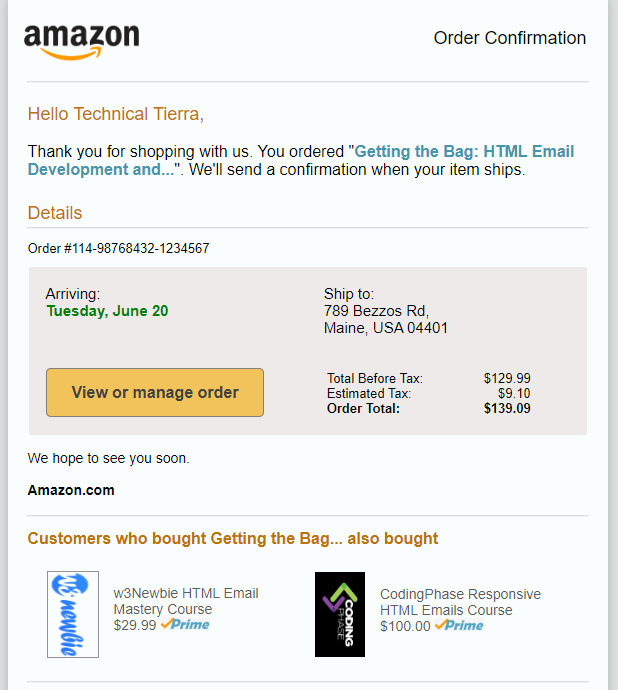 amazon
Order Confirmation
Hello Technical Tierra,
Thank you for shopping with us. You ordered "Getting the Bag: HTML Email
Development and...". We'll send a confirmation when your item ships.
Details
Order #114-98768432-1234567
Arriving:
Tuesday, June 20
Ship to:
789 Bezzos Rd,
Maine, USA 04401
View or manage order
Total Before Tax: $129.99
Estimated Tax: $9.10
Order Total: $139.09
We hope to see you soon.
Amazon.com
Customers who bought Getting the Bag... also bought
w3 newbie
w3Newbie HTML Email
Mastery Course
$29.99 Prime
CODING
PHASE
CodingPhase Responsive
HTML Emails Course
$100.00 Prime